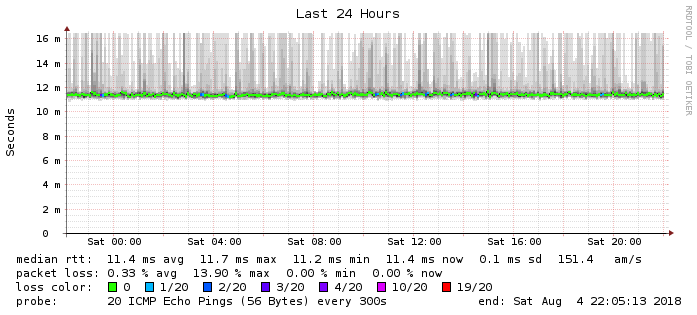 Last 24 Hours
RRDTOOL / TOBI OETIKER
Seconds
16 m
14 m
12 m
10 m
8 m
6 m
4 m
2 m
0
Sat 00:00 Sat 04:00 Sat 08:00 Sat 12:00 Sat 16:00 Sat 20:00
median rtt: 11.4 ms avg 11.7 ms max 11.2 ms min 11.4 ms now 0.1 ms sd 151.4 am/s
packet loss: 0.33 % avg 13.90 % max 0.00 % min 0.00 % now
loss color: 0 1/20 2/20 3/20 4/20 10/20 19/20
probe: 20 ICMP Echo Pings (56 Bytes) every 300s end: Sat Aug 4 22:05:13 2018